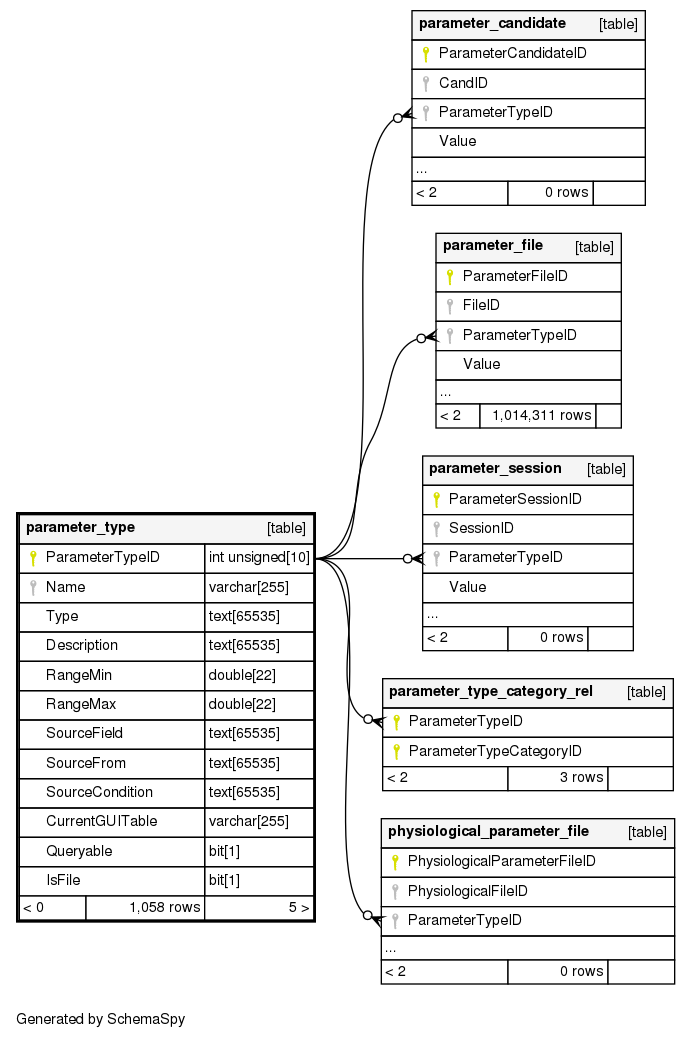 parameter_candidate [table]
ParameterCandidateID
CandID
ParameterTypeID
Value
...
< 2 0 rows
parameter_file [table]
ParameterFileID
FileID
ParameterTypeID
Value
...
< 2 1,014,311 rows
parameter_session [table]
ParameterSessionID
SessionID
ParameterTypeID
Value
...
< 2 0 rows
parameter_type [table]
ParameterTypeID int unsigned[10]
Name varchar[255]
Type text[65535]
Description text[65535]
RangeMin double[22]
RangeMax double[22]
SourceField text[65535]
SourceFrom text[65535]
SourceCondition text[65535]
CurrentGUITable varchar[255]
Queryable bit[1]
IsFile bit[1]
< 0 1,058 rows 5 >
parameter_type_category_rel [table]
ParameterTypeID
ParameterTypeCategoryID
< 2 3 rows
physiological_parameter_file [table]
PhysiologicalParameterFileID
PhysiologicalFileID
ParameterTypeID
...
< 2 0 rows
Generated by SchemaSpy